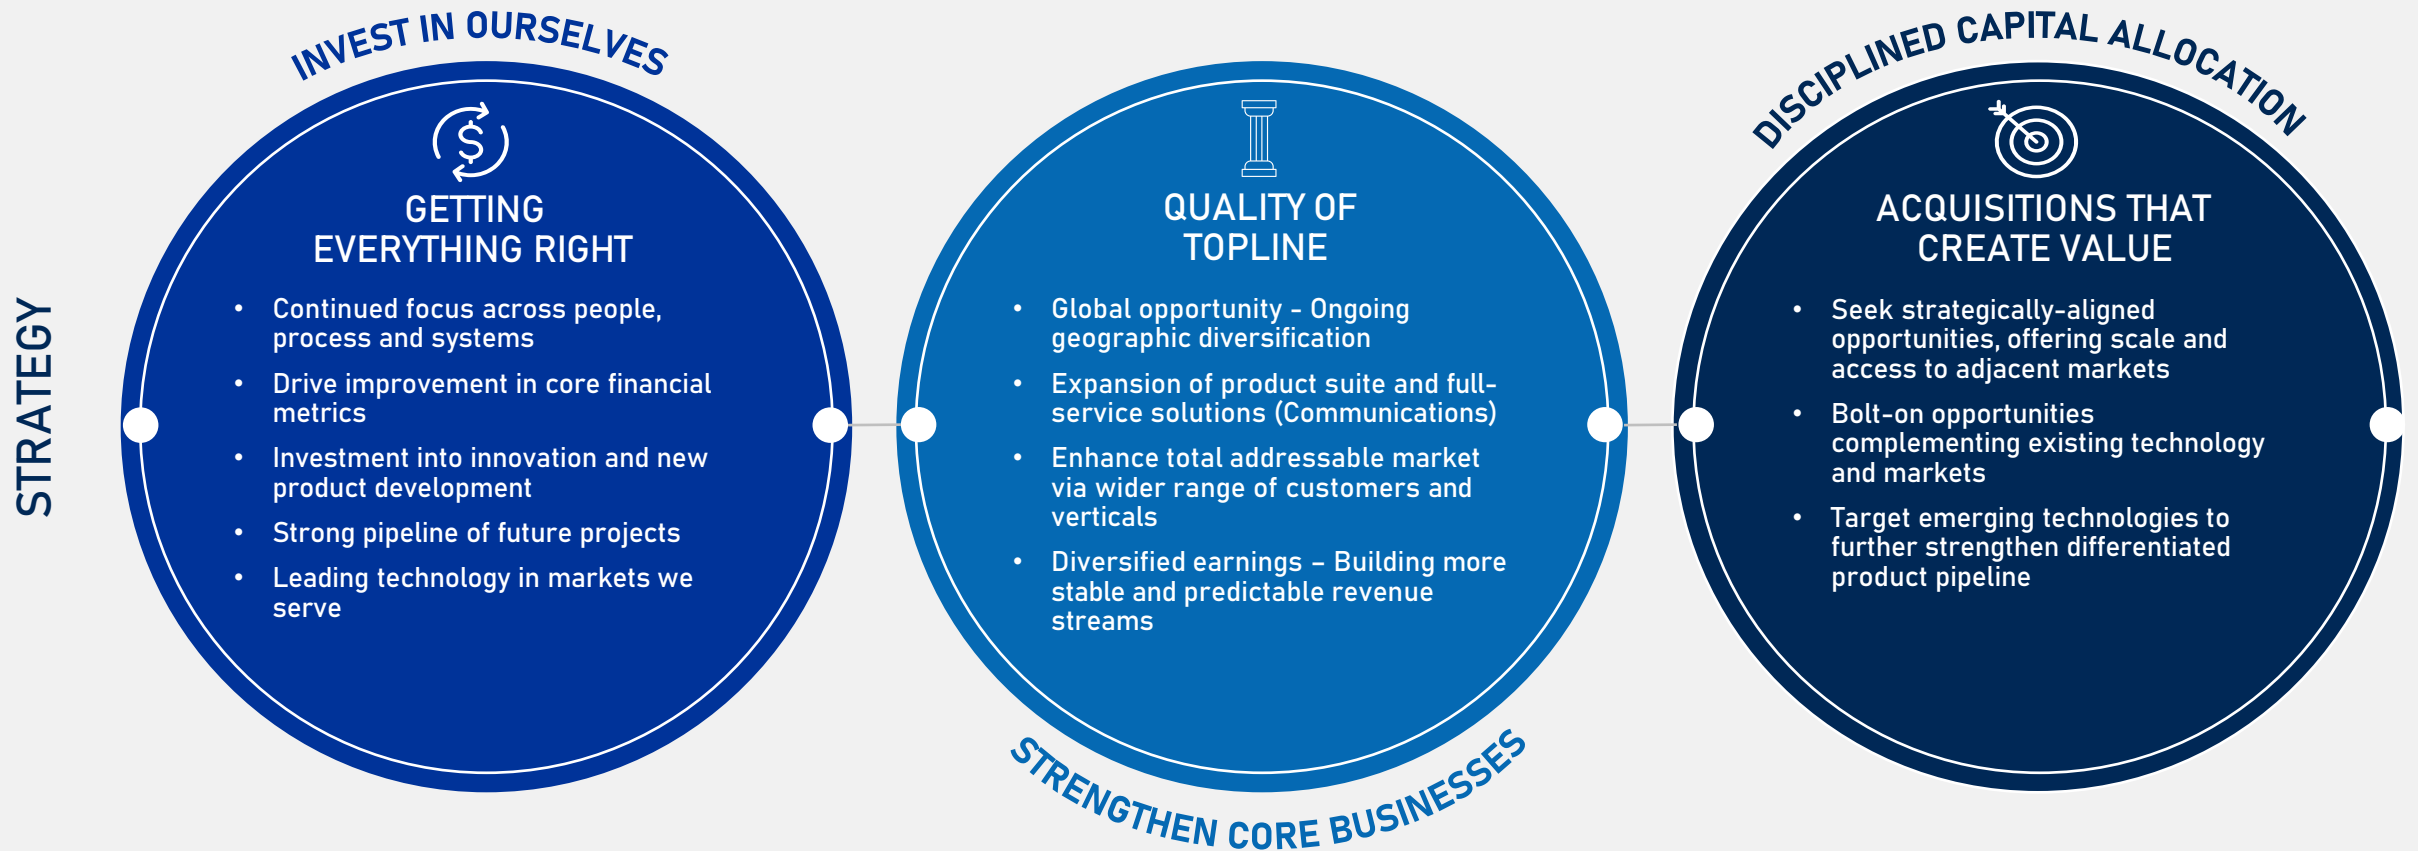 STRATEGY
INVEST IN OURSELVES
GETTING
EVERYTHING RIGHT
• Continued focus across people,
process and systems
• Drive improvement in core financial
metrics
• Investment into innovation and new
product development
• Strong pipeline of future projects
• Leading technology in markets we
serve
QUALITY OF
TOPLINE
• Global opportunity - Ongoing
geographic diversification
• Expansion of product suite and full-
service solutions (Communications)
• Enhance total addressable market
via wider range of customers and
verticals
• Diversified earnings – Building more
stable and predictable revenue
streams
STRENGTHEN CORE BUSINESSES
DISCIPLINED CAPITAL ALLOCATION
ACQUISITIONS THAT
CREATE VALUE
• Seek strategically-aligned
opportunities, offering scale and
access to adjacent markets
• Bolt-on opportunities
complementing existing technology
and markets
• Target emerging technologies to
further strengthen differentiated
product pipeline